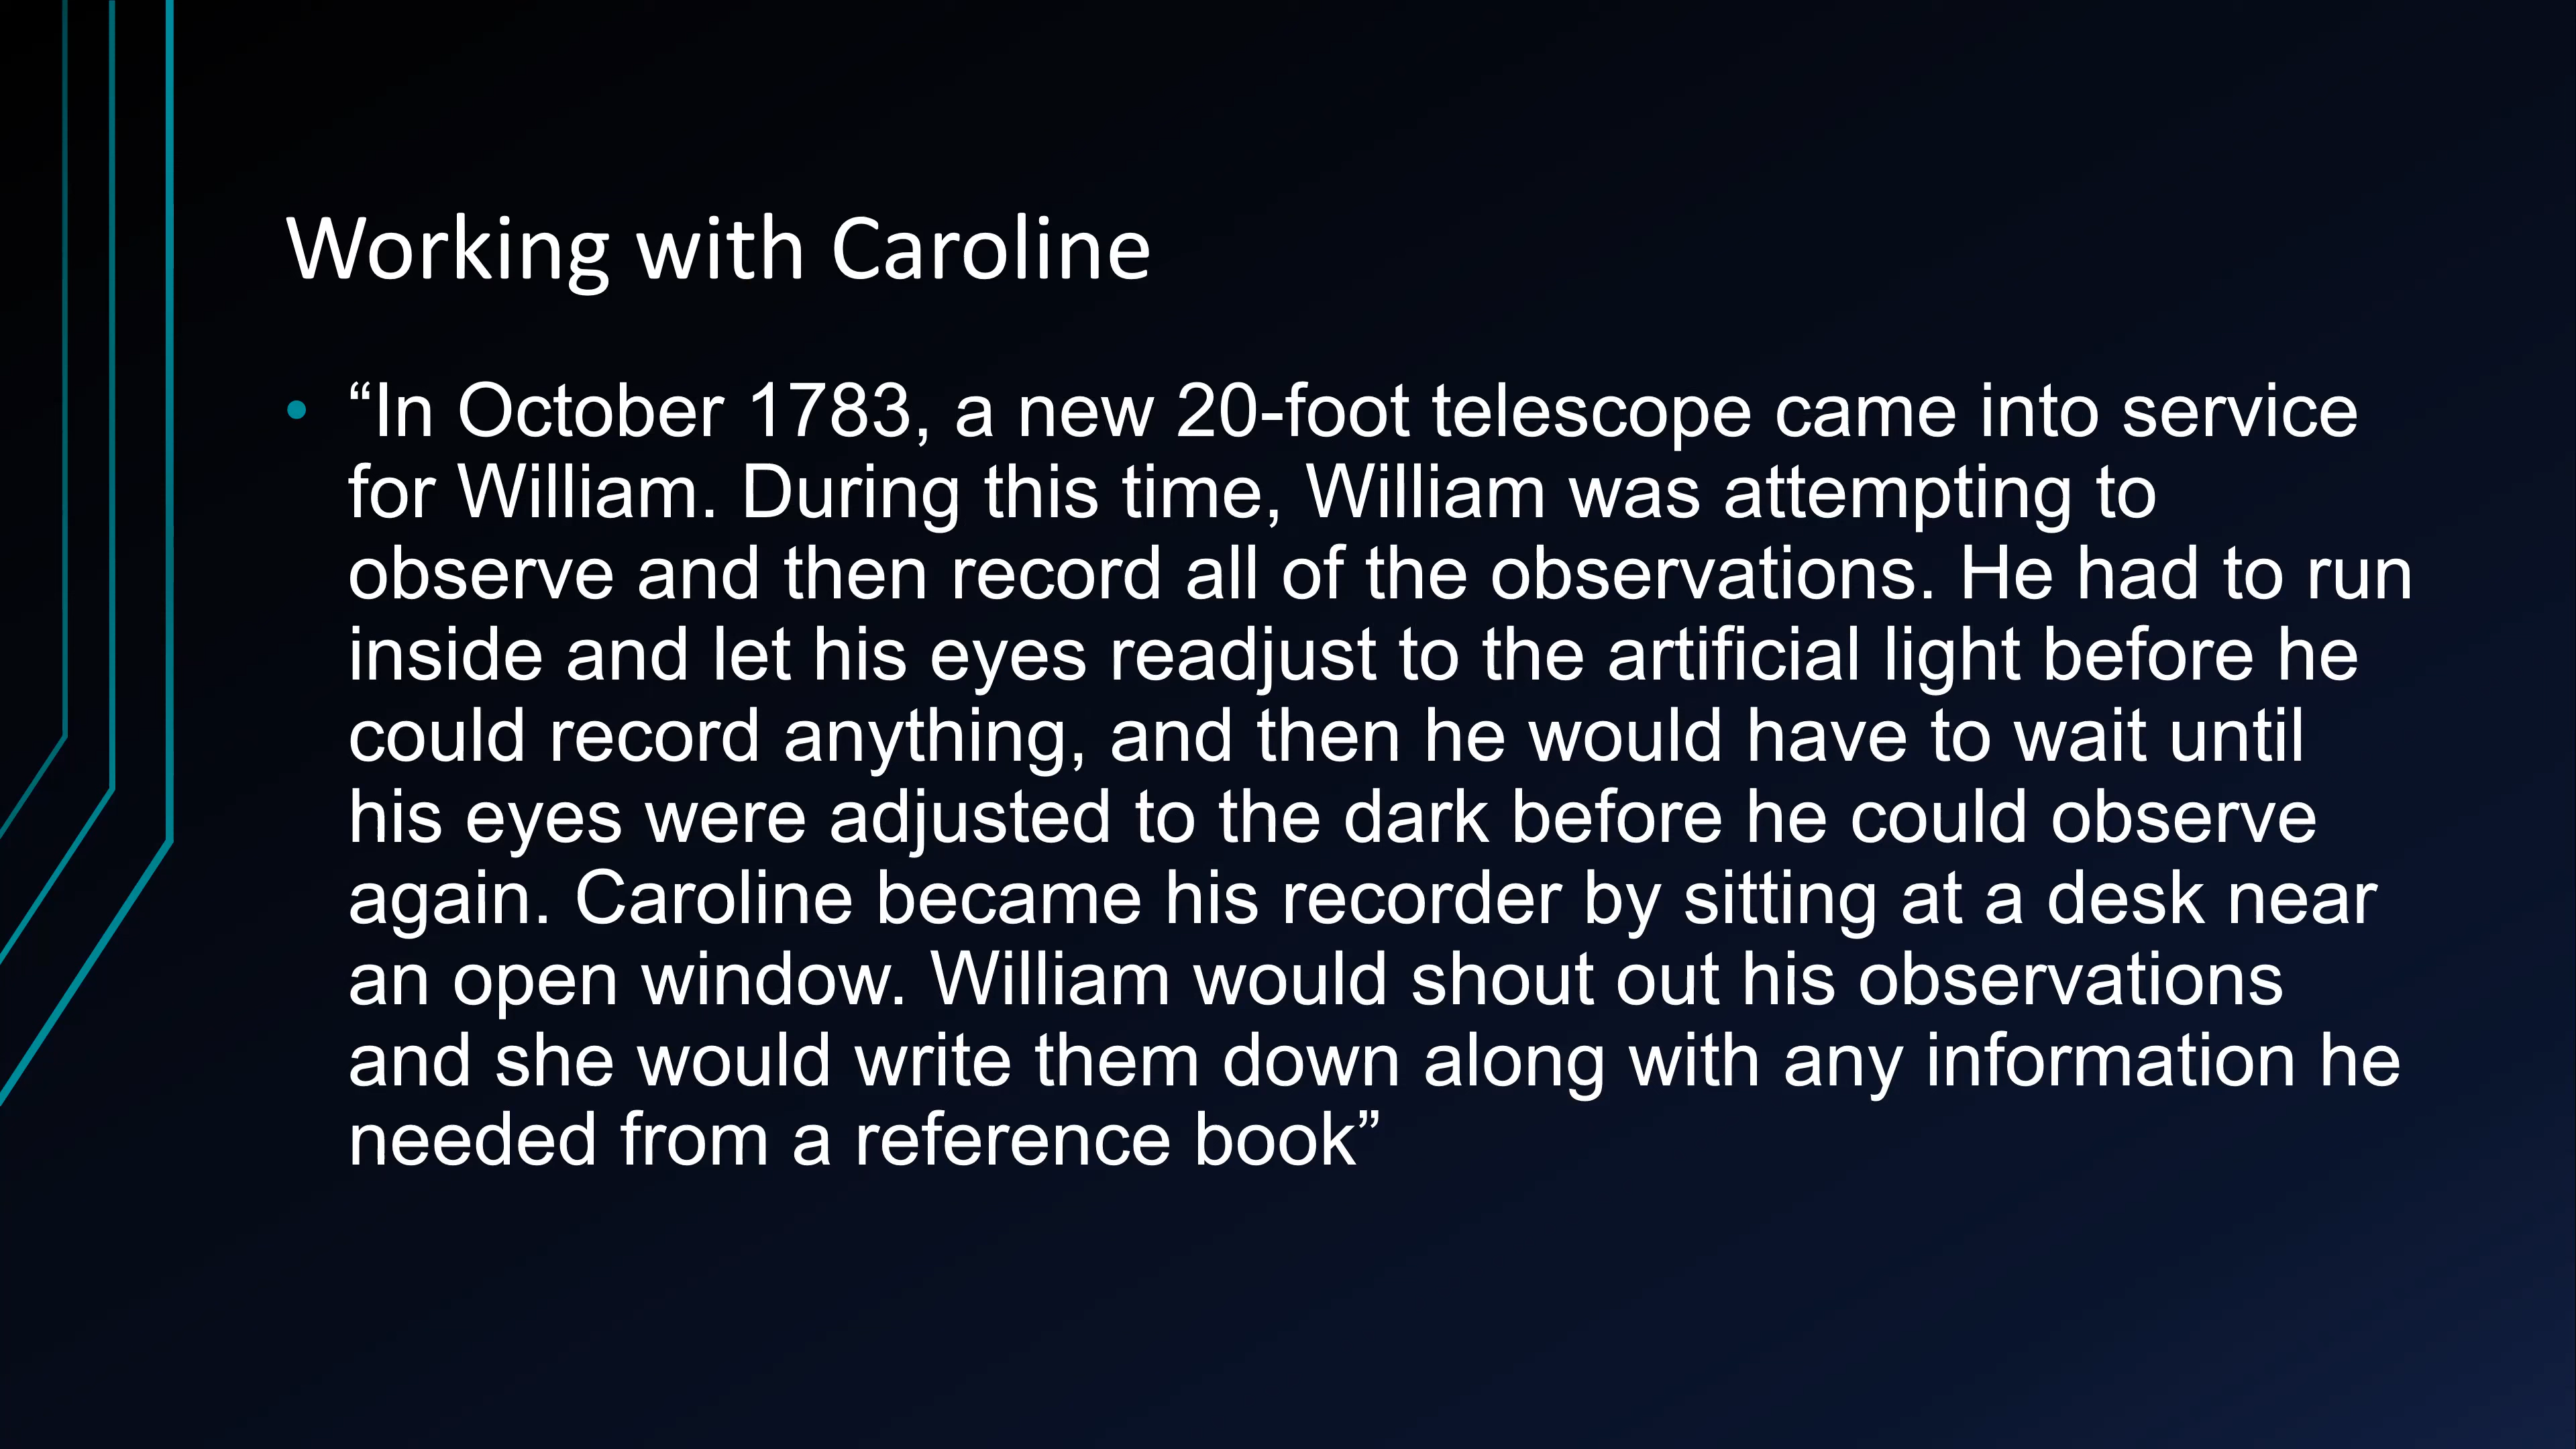 Working with Caroline
• “In October 1783, a new 20-foot telescope came into service
for William. During this time, William was attempting to
observe and then record all of the observations. He had to run
inside and let his eyes readjust to the artificial light before he
could record anything, and then he would have to wait until
his eyes were adjusted to the dark before he could observe
again. Caroline became his recorder by sitting at a desk near
an open window. William would shout out his observations
and she would write them down along with any information he
needed from a reference book”